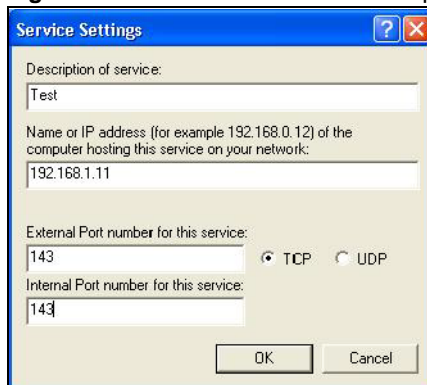 Service Settings
Description of service:
Test
Name or IP address (for example 192.168.0.12) of the
computer hosting this service on your network:
192.168.1.11
External Port number for this service:
143
TCP
UDP
Internal Port number for this service:
143
OK
Cancel